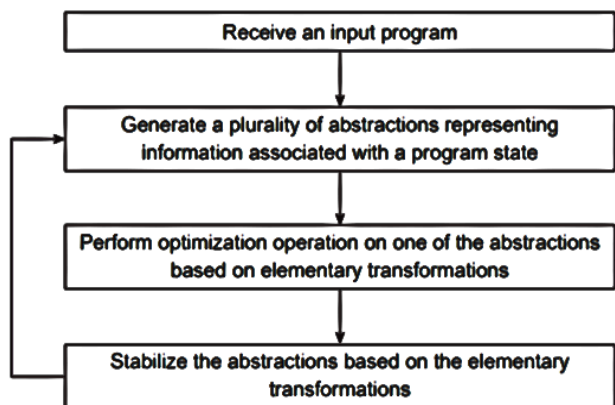 Receive an input program
Generate a plurality of abstractions representing
information associated with a program state
Perform optimization operation on one of the abstractions
based on elementary transformations
Stabilize the abstractions based on the elementary
transformations